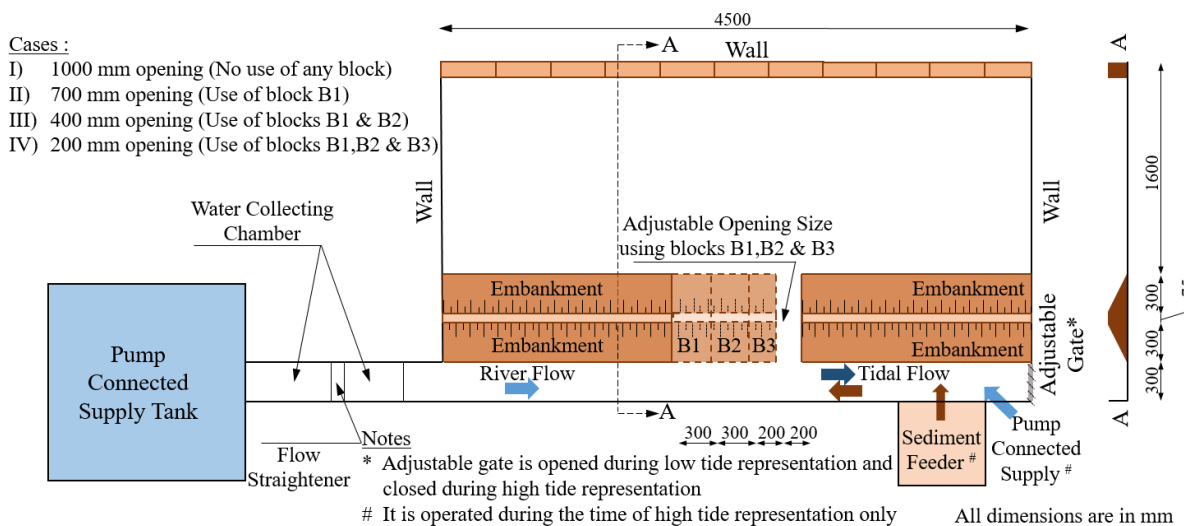 4500
A
Wall
Cases :
I) 1000 mm opening (No use of any block)
II) 700 mm opening (Use of block B1)
III) 400 mm opening (Use of blocks B1 & B2)
IV) 200 mm opening (Use of blocks B1,B2 & B3)
A
1600
Wall
Wall
Water Collecting
Chamber
Adjustable Opening Size
using blocks B1,B2 & B3
Embankment
Embankment
300
Embankment
B1
B2
B3
Embankment
300
Adjustable
Gate*
Pump
Connected
Supply Tank
River Flow
Tidal Flow
300
A
A
300
300
200
200
Flow
Straightener
Notes
* Adjustable gate is opened during low tide representation and
closed during high tide representation
# It is operated during the time of high tide representation only
Sediment
Feeder #
Pump
Connected
Supply #
All dimensions are in mm